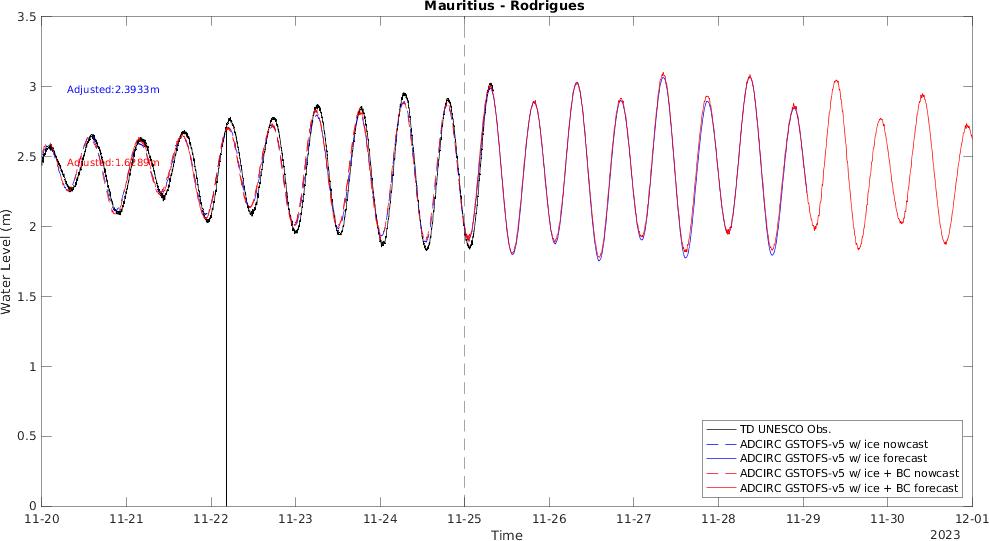 Mauritius - Rodrigues
3.5
3
2.5
2
1.5
1
0.5
0
Water Level (m)
Adjusted:2.3933m
Adjusted:1.6289m
TD UNESCO Obs.
ADCIRC GSTOFS-v5 w/ ice nowcast
ADCIRC GSTOFS-v5 w/ ice forecast
ADCIRC GSTOFS-v5 w/ ice + BC nowcast
ADCIRC GSTOFS-v5 w/ ice + BC forecast
11-20 11-21 11-22 11-23 11-24 11-25 11-26 11-27 11-28 11-29 11-30 12-01
Time
2023